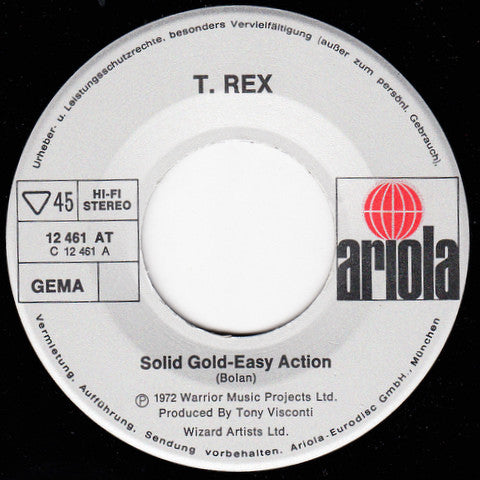 Urheber- u. Leistungsschutzrechte, besonders Vervielfältigung (außer zum persönl. Gebrauch),
T. REX
▽45
HI-FI
STEREO
12 461 AT
C 12 461 A
GEMA
ariola
Solid Gold-Easy Action
(Bolan)
Ⓟ 1972 Warrior Music Projects Ltd.
Produced By Tony Visconti
Wizard Artists Ltd.
Vermietung, Aufführung, Sendung vorbehalten. Ariola-Eurodisc GmbH., München